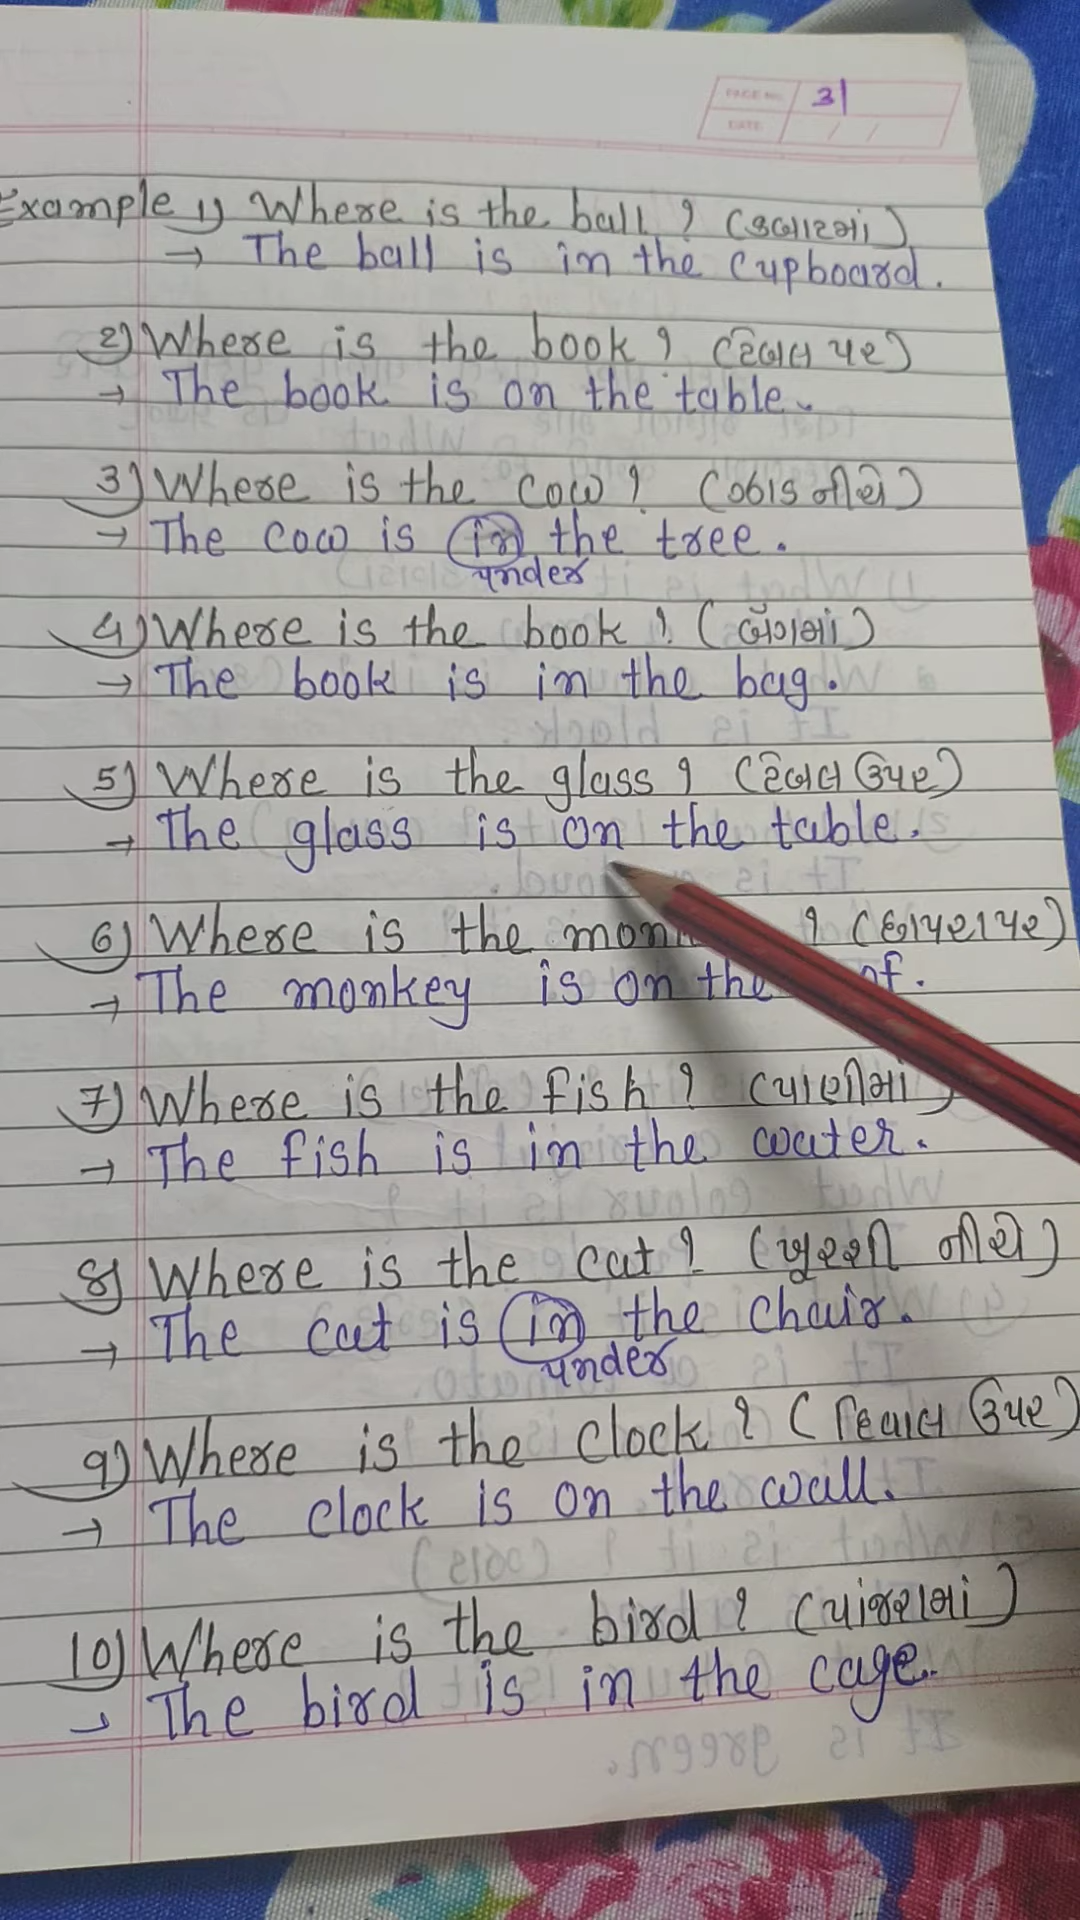 PAGE No. 31
DATE / /
Example 1) Where is the ball ? (કબાટમાં)
→ The ball is in the cupboard.
2) Where is the book ? (ટેબલ પર)
→ The book is on the table.
3) Where is the cow ? (ઝાડ નીચે)
→ The cow is in the tree.
under
4) Where is the book ? (બેગમાં)
→ The book is in the bag.
5) Where is the glass ? (ટેબલ ઉપર)
→ The glass is on the table.
6) Where is the mon ? (છાપરા પર)
→ The monkey is on the of.
7) Where is the fish ? (પાણીમાં)
→ The fish is in the water.
8) Where is the cat ? (ખુરશી નીચે)
→ The cat is in the chair.
under
9) Where is the clock ? (દિવાલ ઉપર)
→ The clock is on the wall.
10) Where is the bird ? (પાંજરામાં)
→ The bird is in the cage.